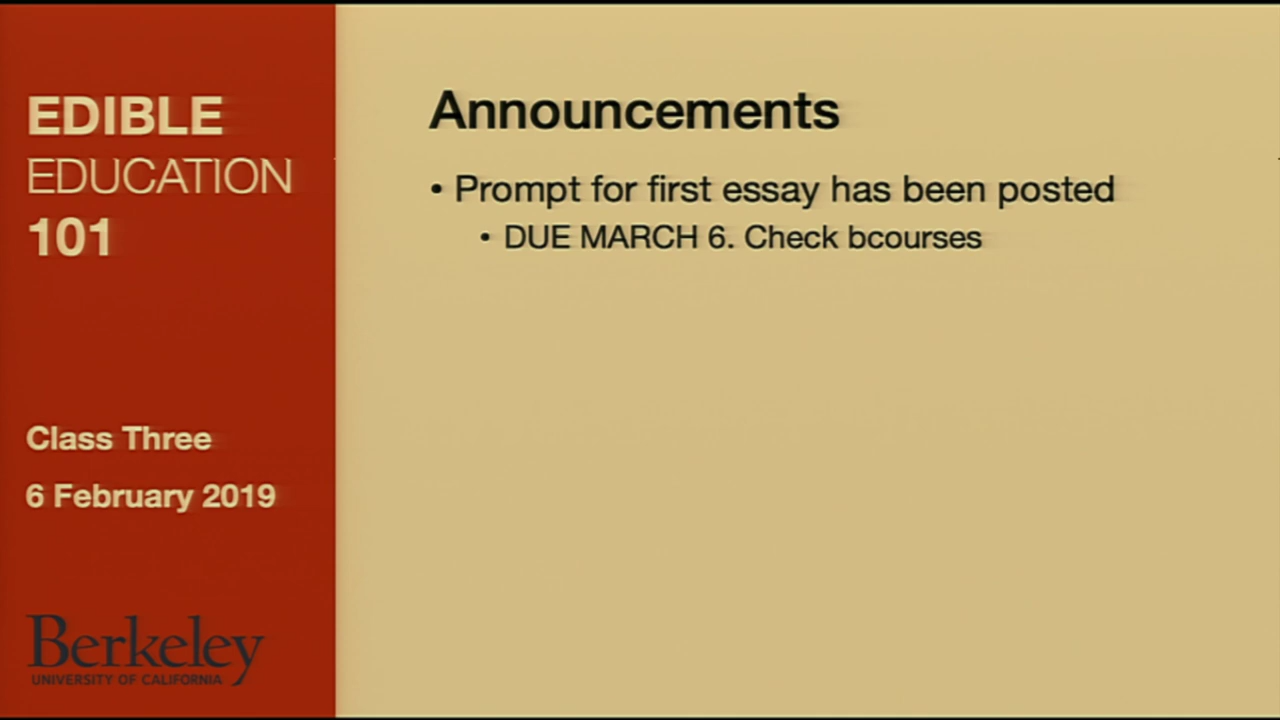 EDIBLE
EDUCATION
101
Class Three
6 February 2019
Berkeley
UNIVERSITY OF CALIFORNIA
Announcements
• Prompt for first essay has been posted
• DUE MARCH 6. Check bcourses